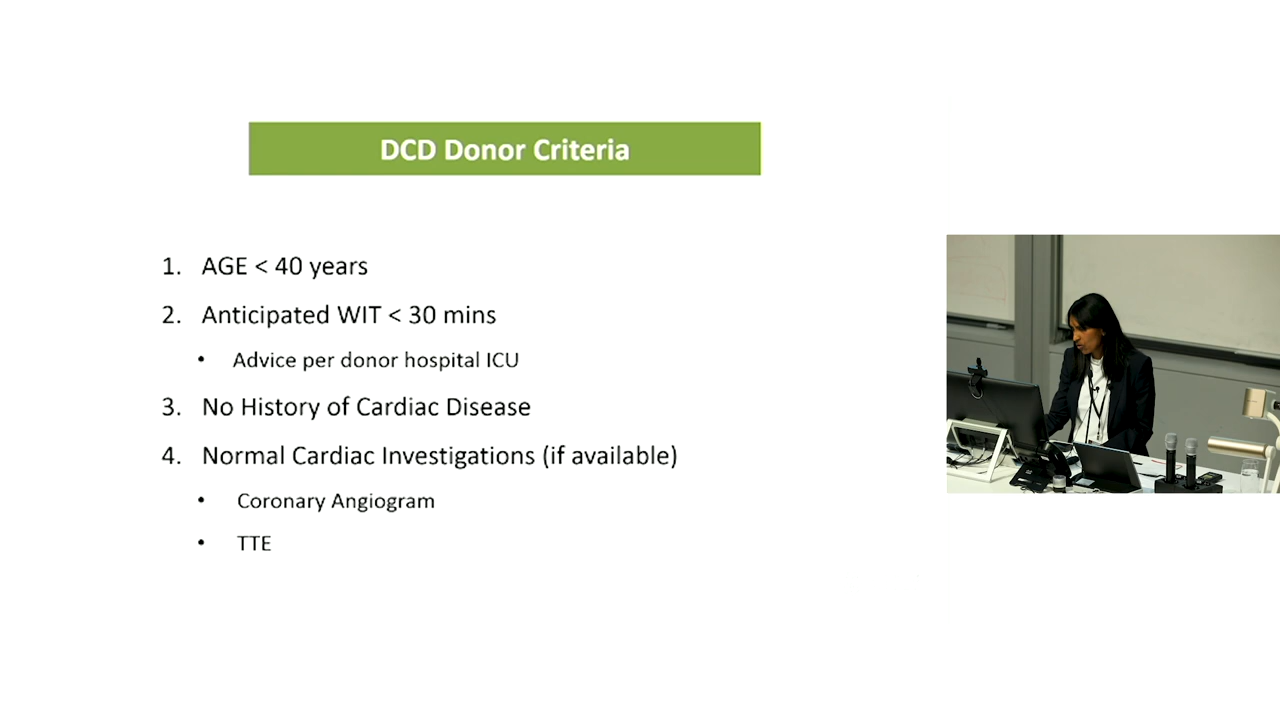 DCD Donor Criteria
1. AGE < 40 years
2. Anticipated WIT < 30 mins
• Advice per donor hospital ICU
3. No History of Cardiac Disease
4. Normal Cardiac Investigations (if available)
• Coronary Angiogram
• TTE